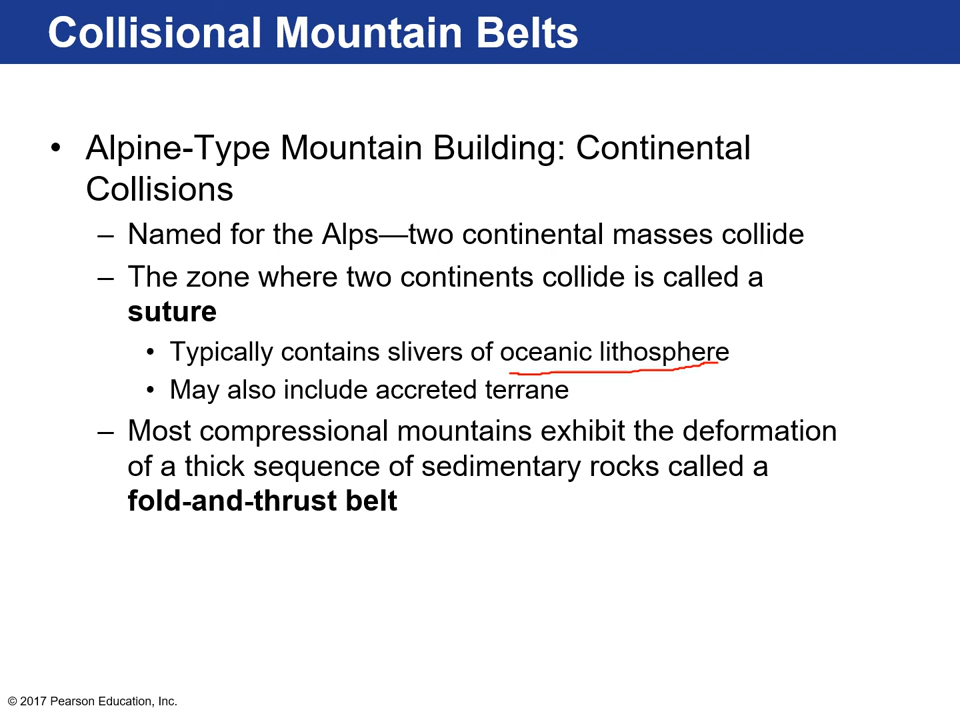 Collisional Mountain Belts
• Alpine-Type Mountain Building: Continental
Collisions
– Named for the Alps—two continental masses collide
– The zone where two continents collide is called a
suture
• Typically contains slivers of oceanic lithosphere
• May also include accreted terrane
– Most compressional mountains exhibit the deformation
of a thick sequence of sedimentary rocks called a
fold-and-thrust belt
© 2017 Pearson Education, Inc.